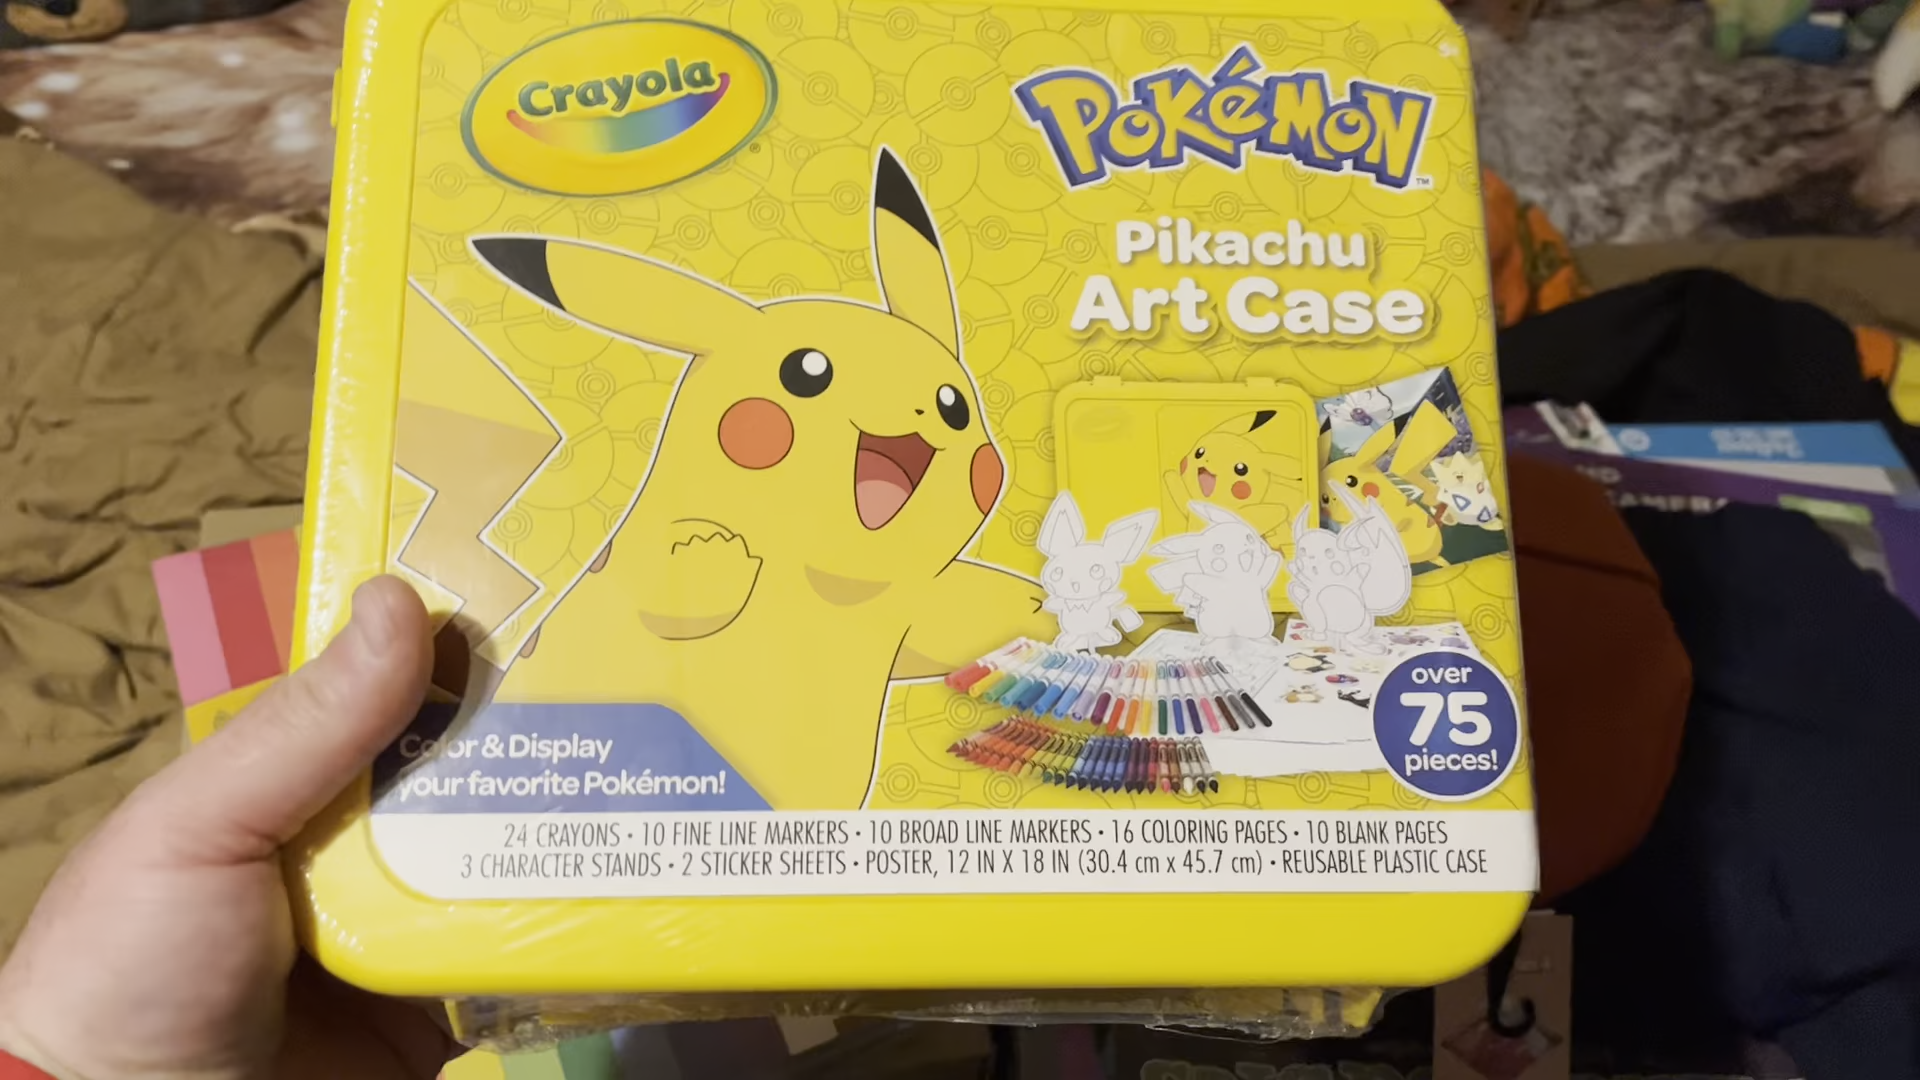 Crayola
®
POKéMON
™
Pikachu
Art Case
over
75
pieces!
Color & Display
your favorite Pokémon!
24 CRAYONS • 10 FINE LINE MARKERS • 10 BROAD LINE MARKERS • 16 COLORING PAGES • 10 BLANK PAGES
3 CHARACTER STANDS • 2 STICKER SHEETS • POSTER, 12 IN X 18 IN (30.4 cm x 45.7 cm) • REUSABLE PLASTIC CASE